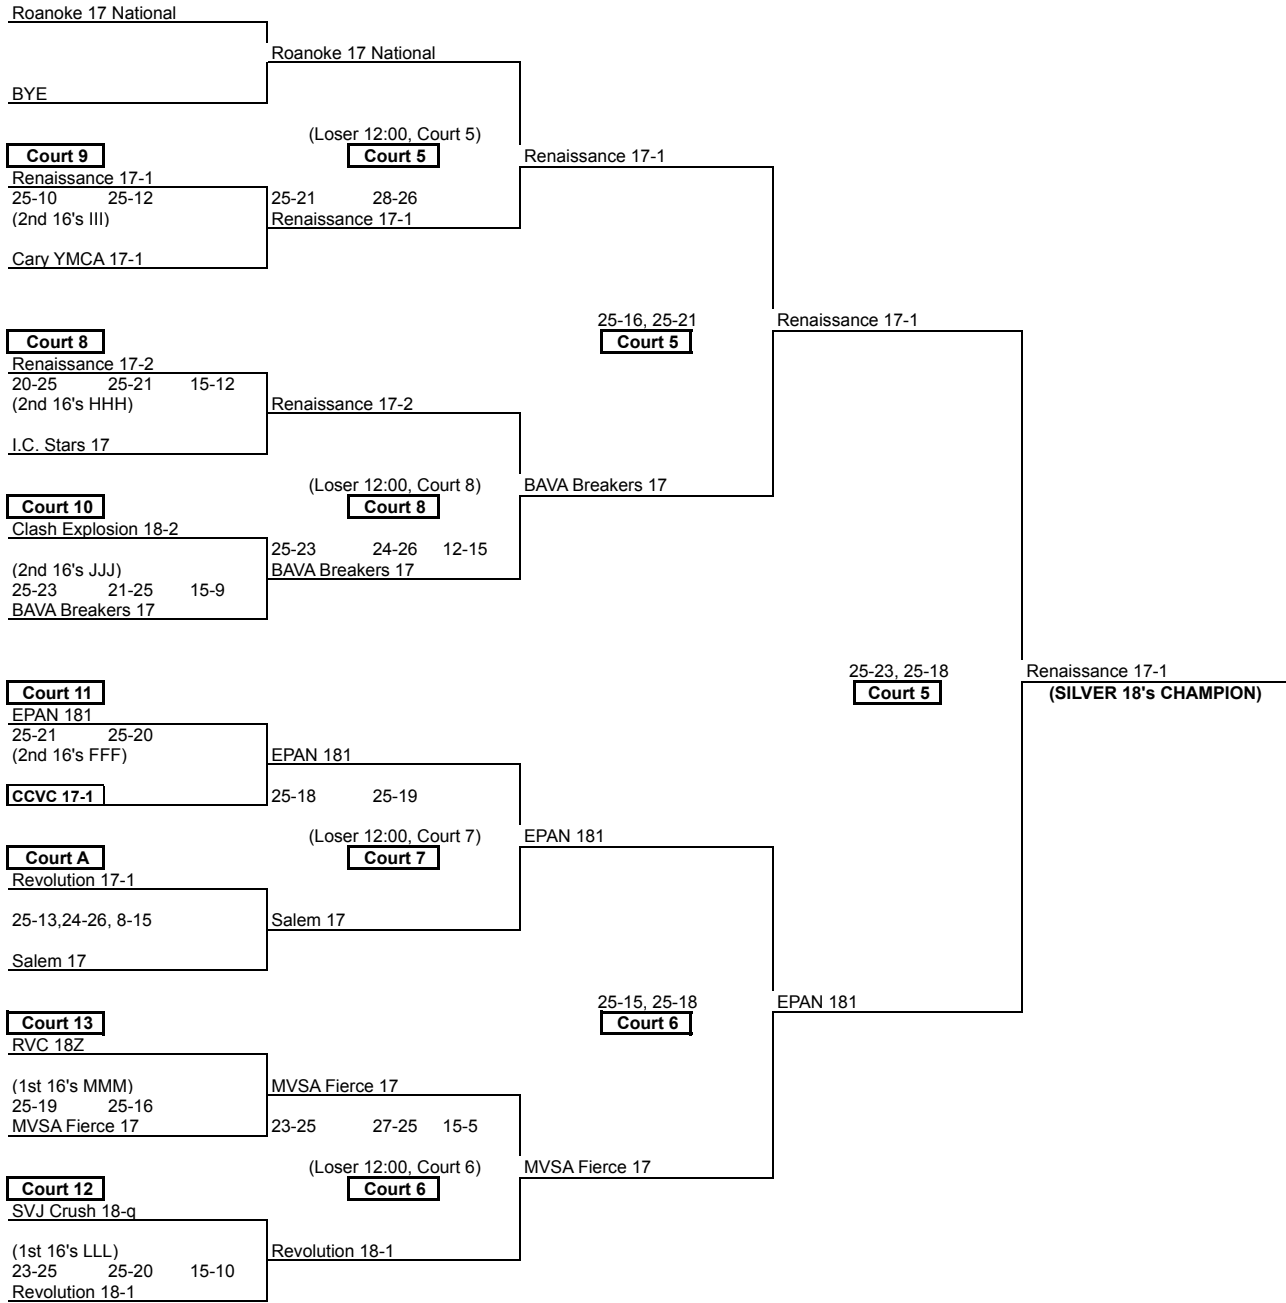 Roanoke 17 National
Roanoke 17 National
BYE
(Loser 12:00, Court 5)
Court 9
Court 5
Renaissance 17-1
Renaissance 17-1
25-10 25-12
25-21 28-26
(2nd 16's III)
Renaissance 17-1
Cary YMCA 17-1
25-16, 25-21
Renaissance 17-1
Court 8
Court 5
Renaissance 17-2
20-25 25-21 15-12
(2nd 16's HHH)
Renaissance 17-2
I.C. Stars 17
(Loser 12:00, Court 8)
BAVA Breakers 17
Court 10
Court 8
Clash Explosion 18-2
25-23 24-26 12-15
(2nd 16's JJJ)
BAVA Breakers 17
25-23 21-25 15-9
BAVA Breakers 17
25-23, 25-18
Renaissance 17-1
Court 11
Court 5
(SILVER 18's CHAMPION)
EPAN 181
25-21 25-20
(2nd 16's FFF)
EPAN 181
CCVC 17-1
25-18 25-19
(Loser 12:00, Court 7)
EPAN 181
Court A
Court 7
Revolution 17-1
25-13,24-26, 8-15
Salem 17
Salem 17
25-15, 25-18
EPAN 181
Court 13
Court 6
RVC 18Z
(1st 16's MMM)
MVSA Fierce 17
25-19 25-16
MVSA Fierce 17
23-25 27-25 15-5
(Loser 12:00, Court 6)
MVSA Fierce 17
Court 12
Court 6
SVJ Crush 18-q
(1st 16's LLL)
Revolution 18-1
23-25 25-20 15-10
Revolution 18-1